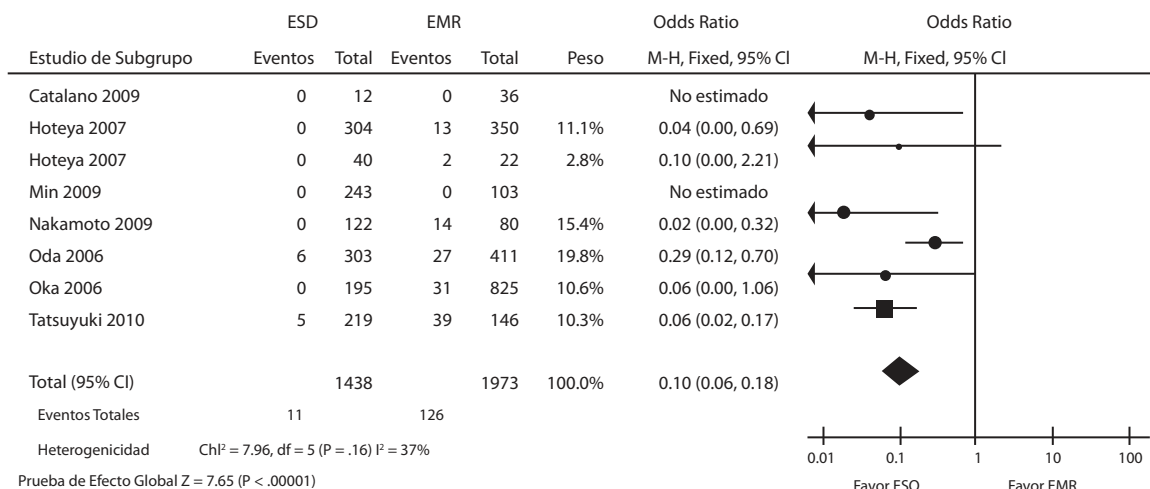 ESD EMR Odds Ratio Odds Ratio
Estudio de Subgrupo Eventos Total Eventos Total Peso M-H, Fixed, 95% CI M-H, Fixed, 95% CI
Catalano 2009 0 12 0 36 No estimado
Hoteya 2007 0 304 13 350 11.1% 0.04 (0.00, 0.69)
Hoteya 2007 0 40 2 22 2.8% 0.10 (0.00, 2.21)
Min 2009 0 243 0 103 No estimado
Nakamoto 2009 0 122 14 80 15.4% 0.02 (0.00, 0.32)
Oda 2006 6 303 27 411 19.8% 0.29 (0.12, 0.70)
Oka 2006 0 195 31 825 10.6% 0.06 (0.00, 1.06)
Tatsuyuki 2010 5 219 39 146 10.3% 0.06 (0.02, 0.17)
Total (95% CI) 1438 1973 100.0% 0.10 (0.06, 0.18)
Eventos Totales 11 126
Heterogenicidad ChI² = 7.96, df = 5 (P = .16) I² = 37%
0.01 0.1 1 10 100
Prueba de Efecto Global Z = 7.65 (P < .00001)
Favor ESO Favor EMR